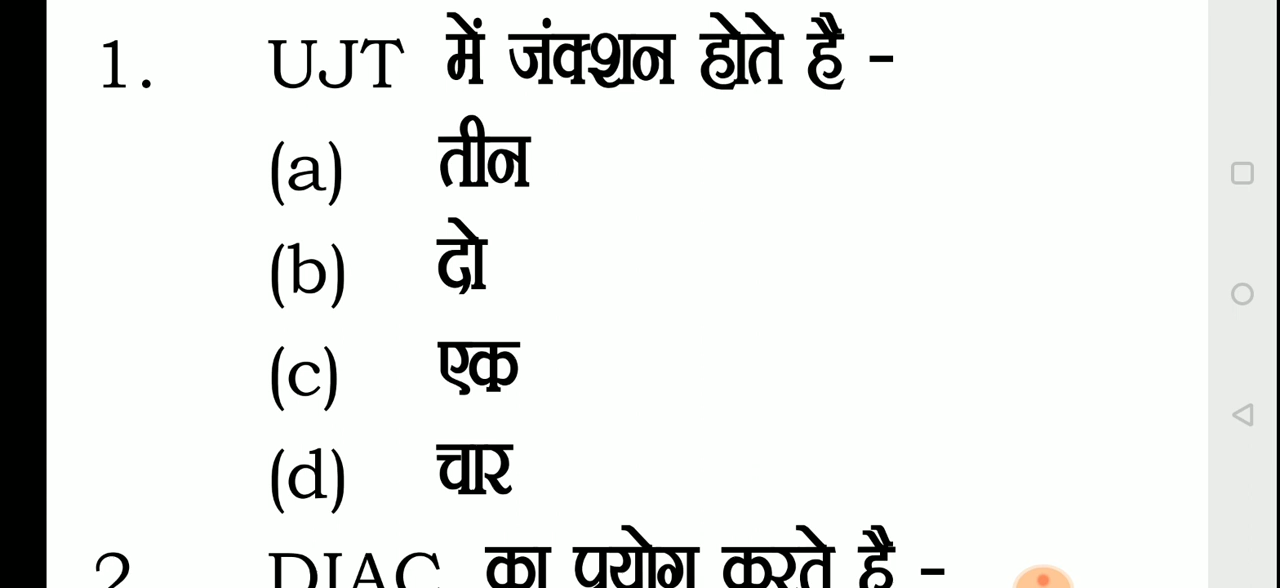 1. UJT में जंक्शन होते है -
(a) तीन
(b) दो
(c) एक
(d) चार
2 DIAC का प्रयोग करते है -